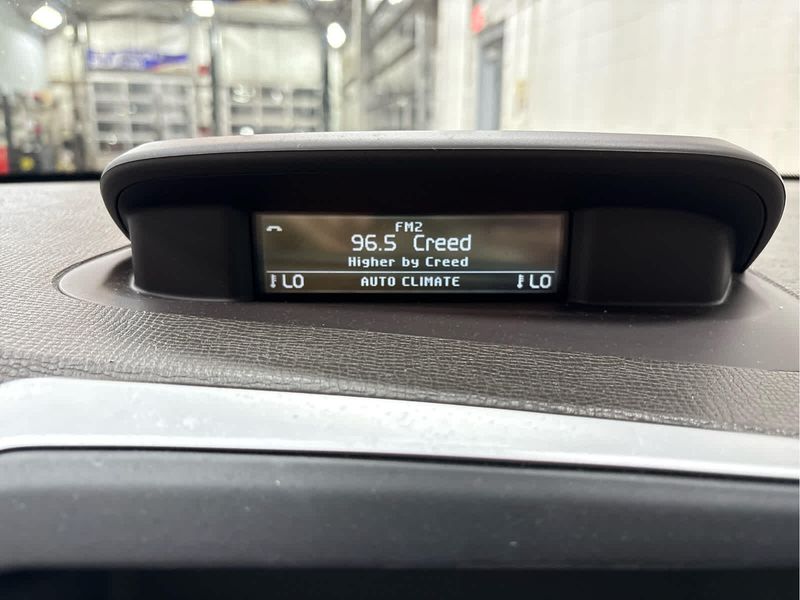 FM2
96.5 Creed
Higher by Creed
LO AUTO CLIMATE LO